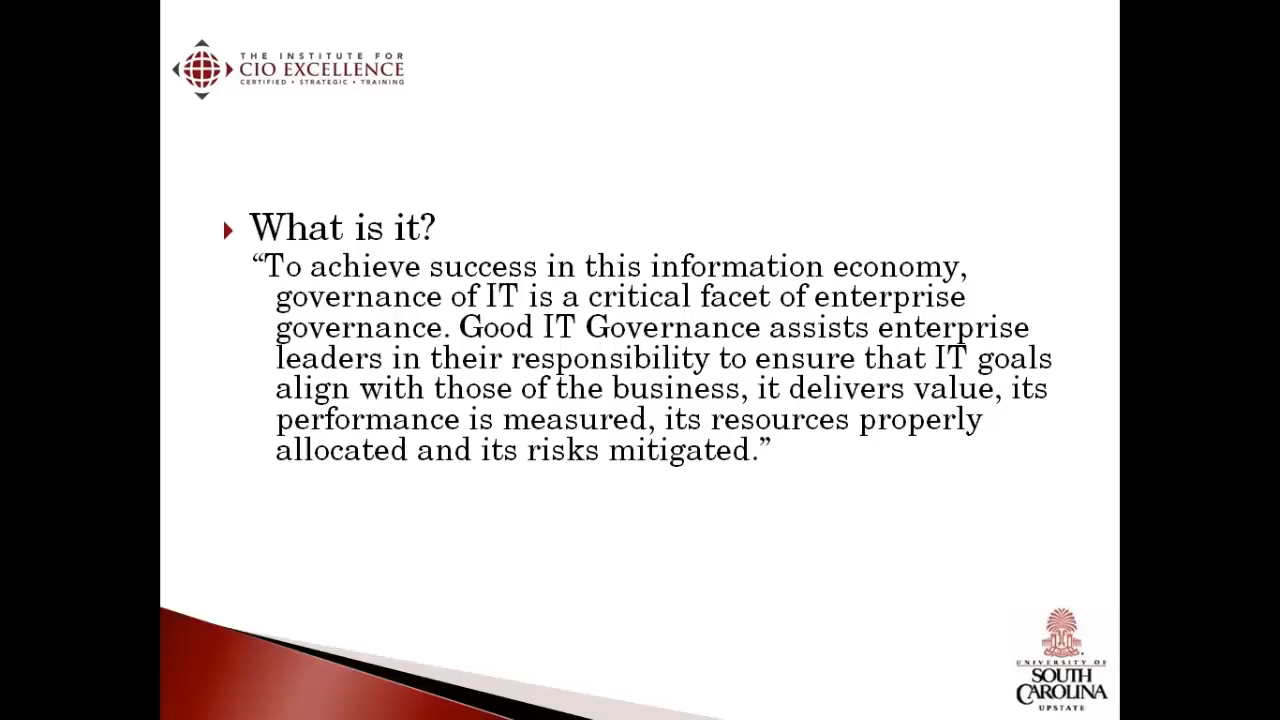 THE INSTITUTE FOR
CIO EXCELLENCE
CERTIFIED • STRATEGIC • TRAINING
What is it?
“To achieve success in this information economy,
governance of IT is a critical facet of enterprise
governance. Good IT Governance assists enterprise
leaders in their responsibility to ensure that IT goals
align with those of the business, it delivers value, its
performance is measured, its resources properly
allocated and its risks mitigated.”
UNIVERSITY OF
SOUTH
CAROLINA
UPSTATE